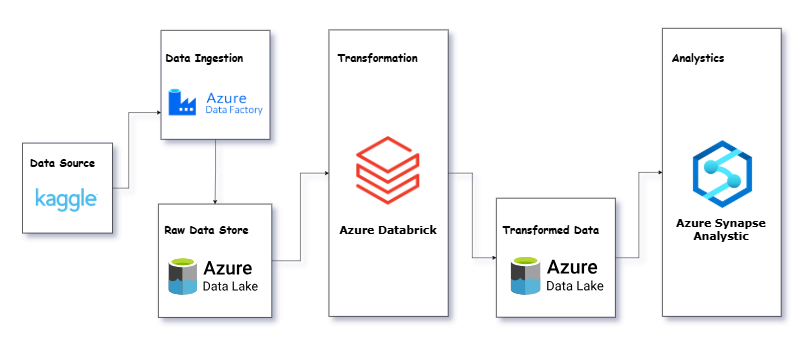 Data Source
kaggle
Data Ingestion
Azure
Data Factory
Raw Data Store
Azure
Data Lake
Transformation
Azure Databrick
Transformed Data
Azure
Data Lake
Analystics
Azure Synapse
Analystic